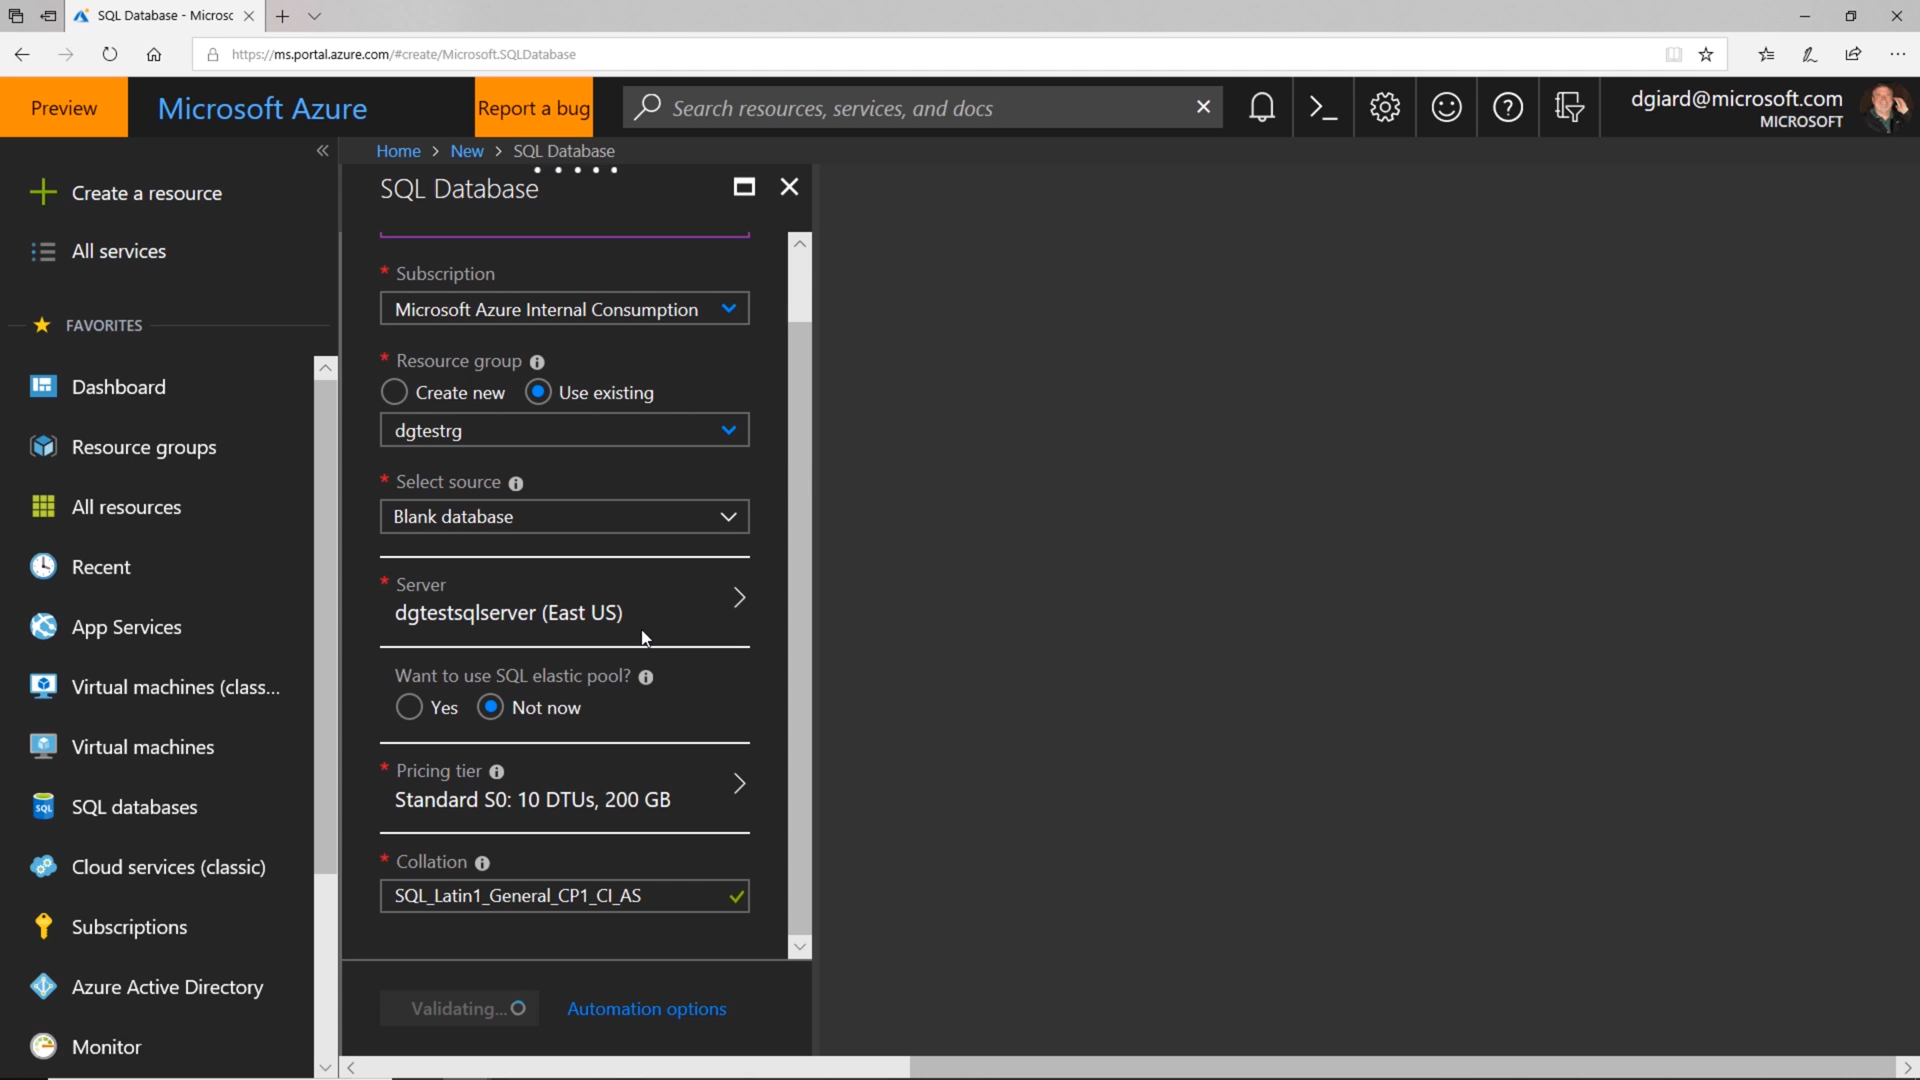 SQL Database - Microsc
https://ms.portal.azure.com/#create/Microsoft.SQLDatabase
Preview
Microsoft Azure
Report a bug
Search resources, services, and docs
dgiard@microsoft.com
MICROSOFT
Home > New > SQL Database
Create a resource
All services
FAVORITES
Dashboard
Resource groups
All resources
Recent
App Services
Virtual machines (class...
Virtual machines
SQL
SQL databases
Cloud services (classic)
Subscriptions
Azure Active Directory
Monitor
SQL Database
* Subscription
Microsoft Azure Internal Consumption
* Resource group
Create new Use existing
dgtestrg
* Select source
Blank database
* Server
dgtestsqlserver (East US)
Want to use SQL elastic pool?
Yes Not now
* Pricing tier
Standard S0: 10 DTUs, 200 GB
* Collation
SQL_Latin1_General_CP1_CI_AS
Validating...
Automation options